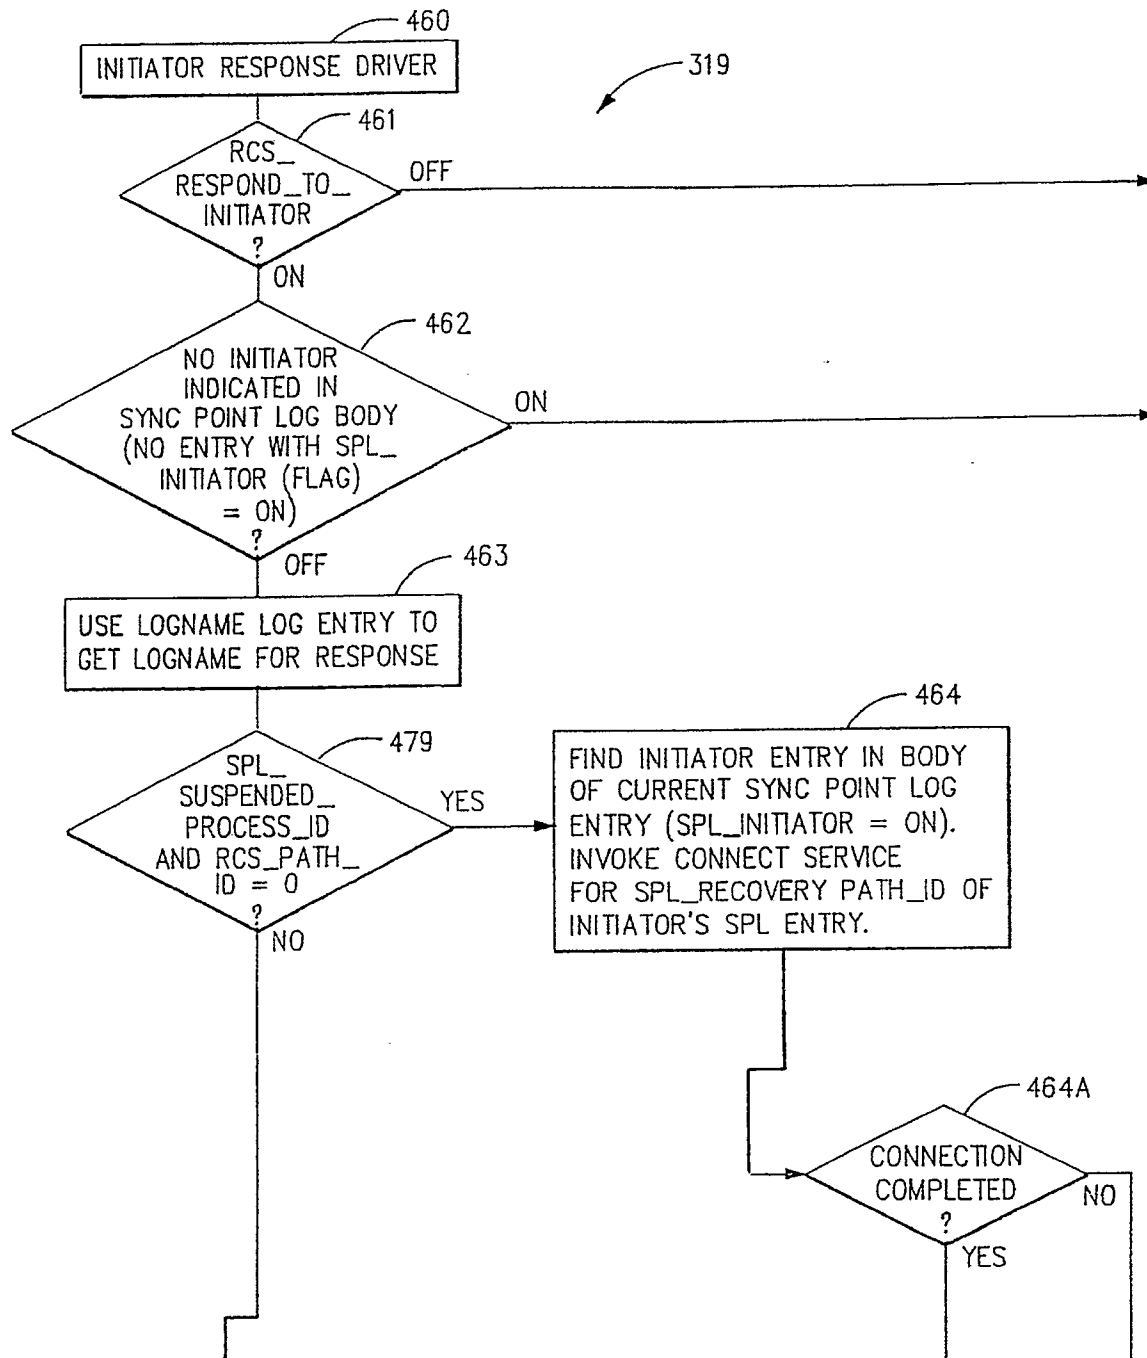 460
INITIATOR RESPONSE DRIVER
319
461
RCS_
RESPOND_TO_
INITIATOR
?
OFF
ON
462
NO INITIATOR
INDICATED IN
SYNC POINT LOG BODY
(NO ENTRY WITH SPL_
INITIATOR (FLAG)
= ON)
?
ON
OFF
463
USE LOGNAME LOG ENTRY TO
GET LOGNAME FOR RESPONSE
479
SPL_
SUSPENDED_
PROCESS_ID
AND RCS_PATH_
ID = 0
?
YES
NO
464
FIND INITIATOR ENTRY IN BODY
OF CURRENT SYNC POINT LOG
ENTRY (SPL_INITIATOR = ON).
INVOKE CONNECT SERVICE
FOR SPL_RECOVERY PATH_ID OF
INITIATOR'S SPL ENTRY.
464A
CONNECTION
COMPLETED
?
NO
YES